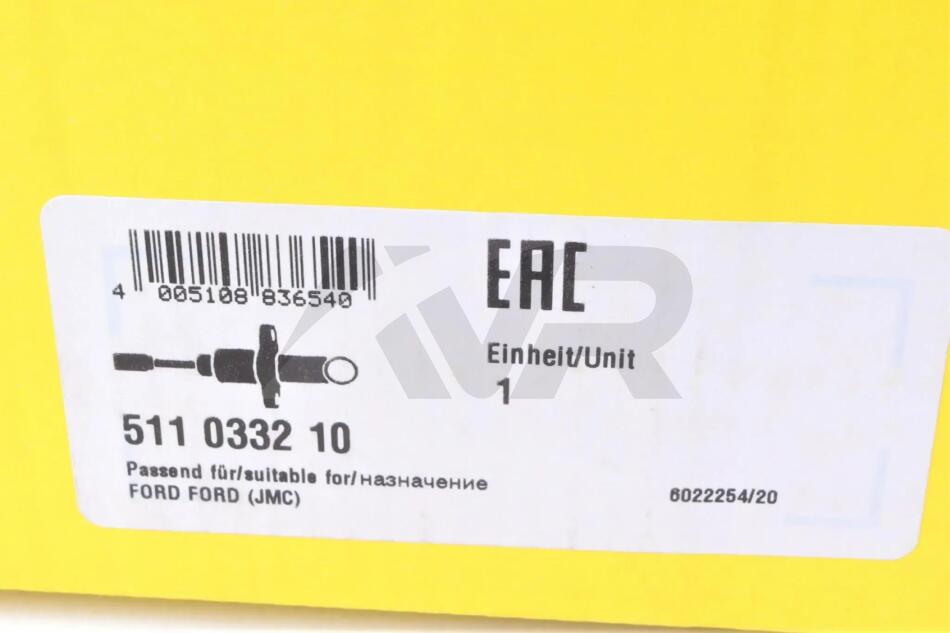 4 005108 836540
EAC
Einheit/Unit
1
511 0332 10
Passend für/suitable for/назначение
FORD FORD (JMC)
6022254/20
IVR